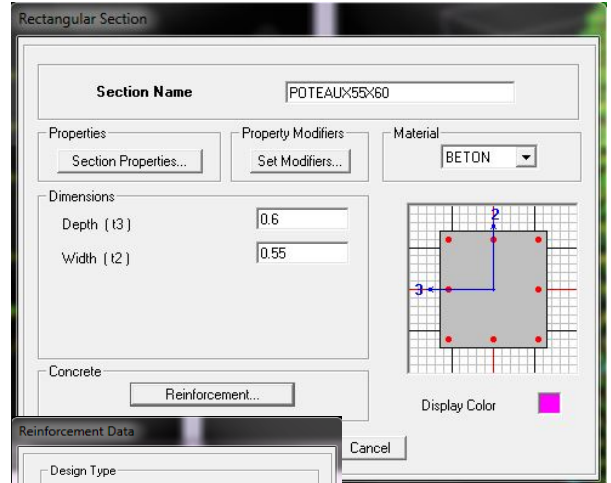 Rectangular Section
Section Name POTEAUX55X60
Properties Property Modifiers Material
Section Properties... Set Modifiers... BETON
Dimensions
Depth ( t3 ) 0.6
Width ( t2 ) 0.55
2
3
Concrete
Reinforcement...
Display Color
Reinforcement Data
Cancel
Design Type